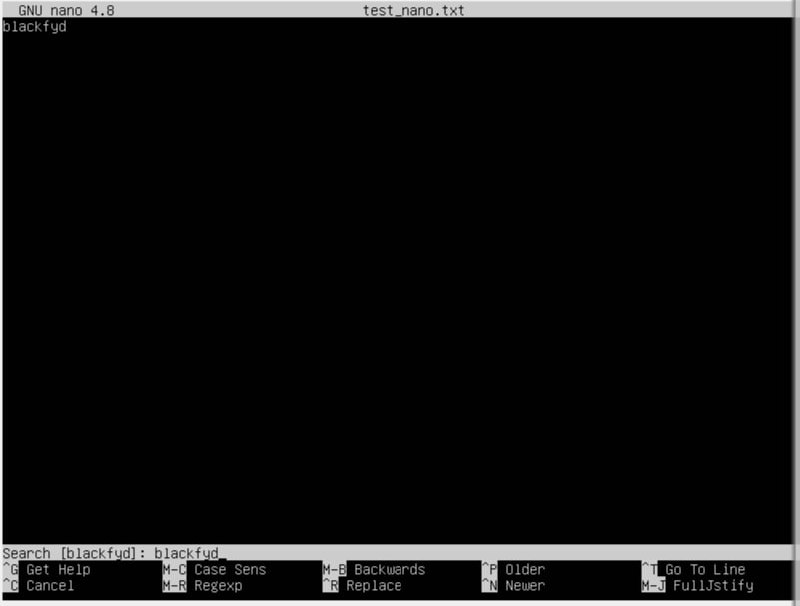 GNU nano 4.8 test_nano.txt
blackfyd
Search [blackfyd]: blackfyd_
^G Get Help M-C Case Sens M-B Backwards ^P Older ^T Go To Line
^C Cancel M-R Regexp ^R Replace ^N Newer M-J FullJstify